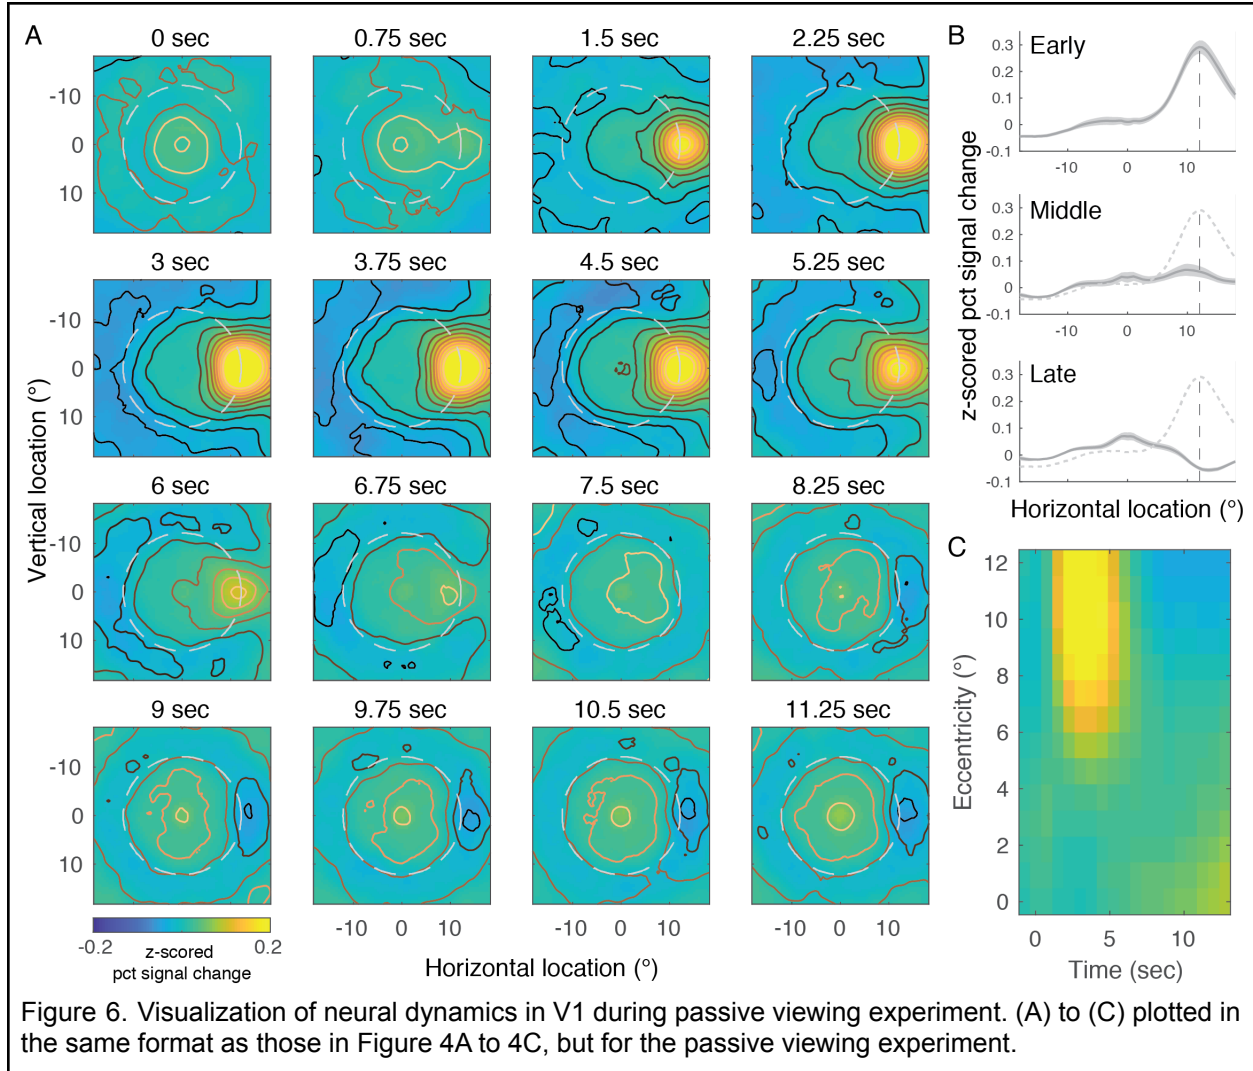 A
0 sec
0.75 sec
1.5 sec
2.25 sec
-10
0
10
3 sec
3.75 sec
4.5 sec
5.25 sec
-10
0
10
6 sec
6.75 sec
7.5 sec
8.25 sec
-10
0
10
9 sec
9.75 sec
10.5 sec
11.25 sec
-10
0
10
Vertical location (°)
-10 0 10
-10 0 10
-10 0 10
Horizontal location (°)
-0.2 0.2
z-scored
pct signal change
B
Early
0.3
0.2
0.1
0
-0.1
-10 0 10
Middle
0.3
0.2
0.1
0
-0.1
-10 0 10
Late
0.3
0.2
0.1
0
-0.1
-10 0 10
z-scored pct signal change
Horizontal location (°)
C
12
10
8
6
4
2
0
Eccentricity (°)
0 5 10
Time (sec)
Figure 6. Visualization of neural dynamics in V1 during passive viewing experiment. (A) to (C) plotted in
the same format as those in Figure 4A to 4C, but for the passive viewing experiment.